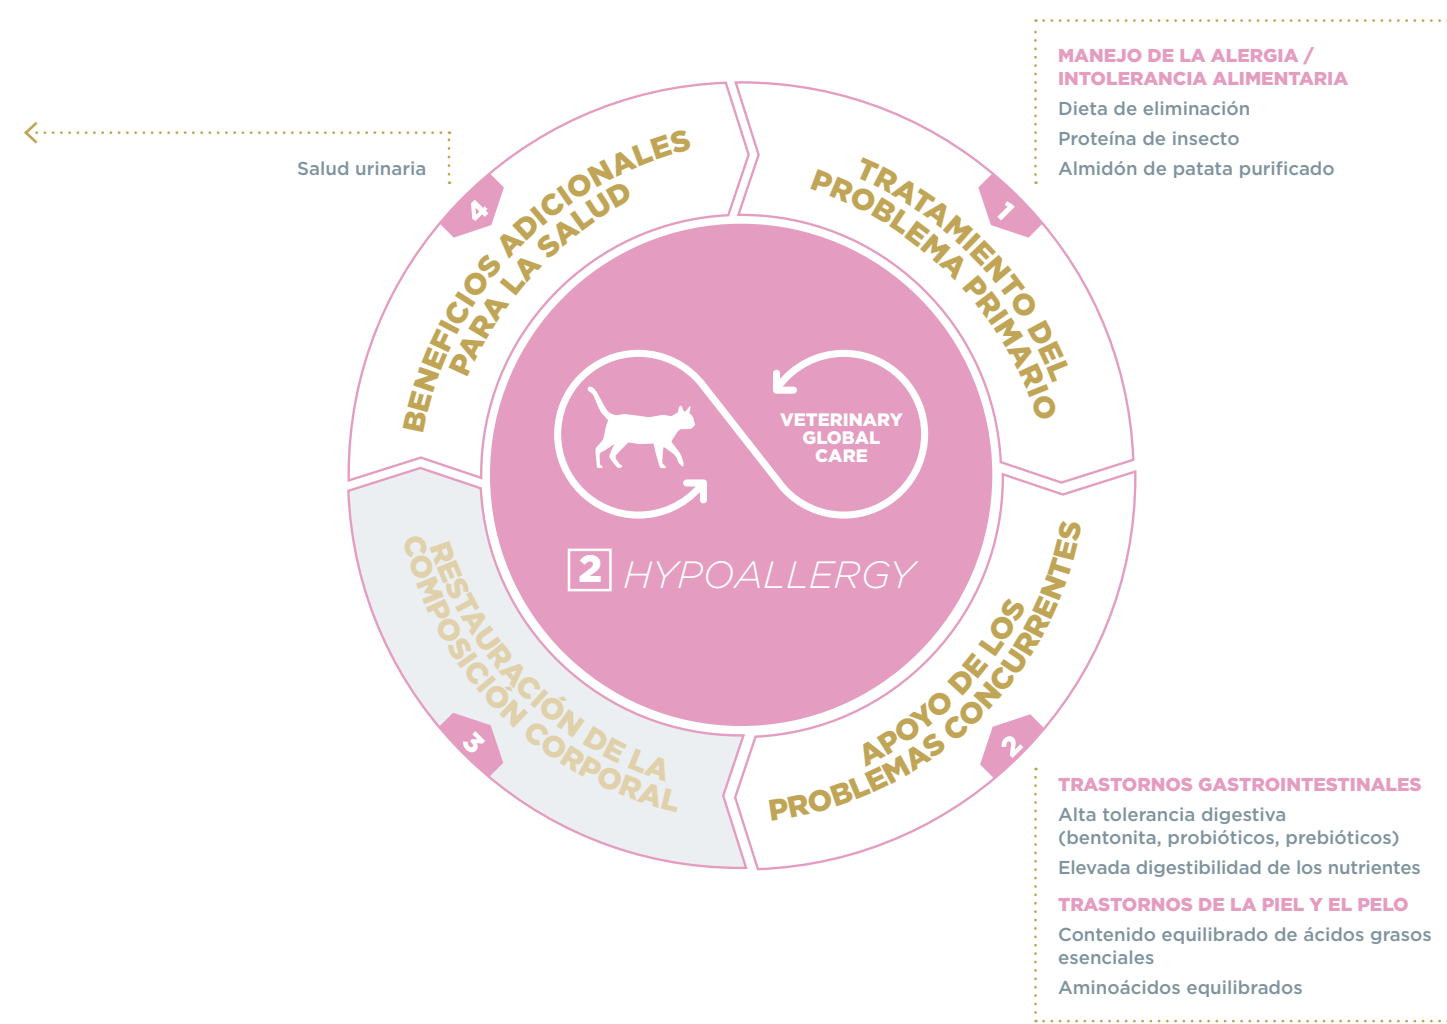 MANEJO DE LA ALERGIA /
INTOLERANCIA ALIMENTARIA
Dieta de eliminación
Proteína de insecto
Almidón de patata purificado
Salud urinaria
4
BENEFICIOS ADICIONALES
PARA LA SALUD
1
TRATAMIENTO DEL
PROBLEMA PRIMARIO
VETERINARY
GLOBAL
CARE
2 HYPOALLERGY
3
RESTAURACIÓN DE LA
COMPOSICIÓN CORPORAL
2
APOYO DE LOS
PROBLEMAS CONCURRENTES
TRASTORNOS GASTROINTESTINALES
Alta tolerancia digestiva
(bentonita, probióticos, prebióticos)
Elevada digestibilidad de los nutrientes
TRASTORNOS DE LA PIEL Y EL PELO
Contenido equilibrado de ácidos grasos
esenciales
Aminoácidos equilibrados